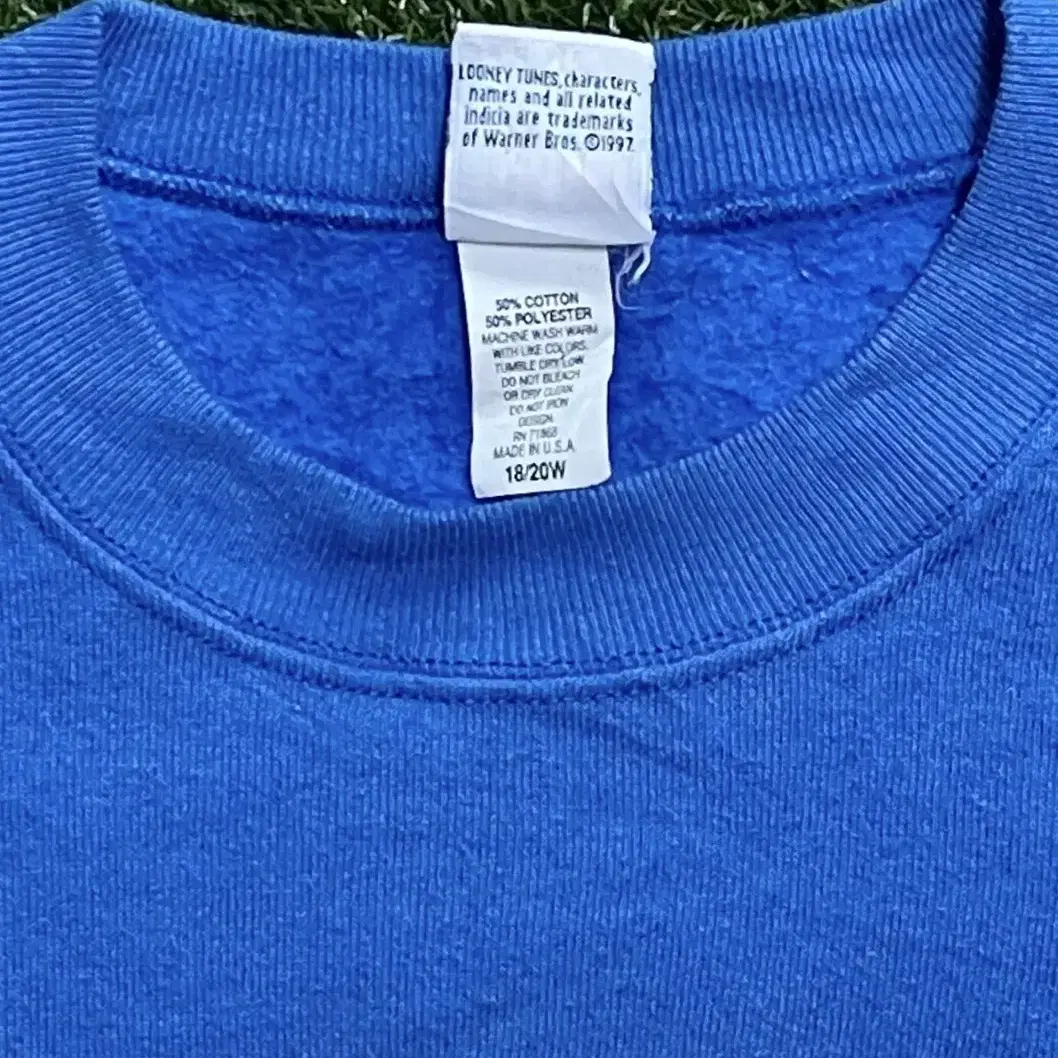 LOONEY TUNES, characters,
names and all related
indicia are trademarks
of Warner Bros. ©1997.
50% COTTON
50% POLYESTER
MACHINE WASH WARM
WITH LIKE COLORS.
TUMBLE DRY LOW
DO NOT BLEACH
OR DRY CLEAN
DO NOT IRON
DESIGN.
RN 71868
MADE IN U.S.A.
18/20W